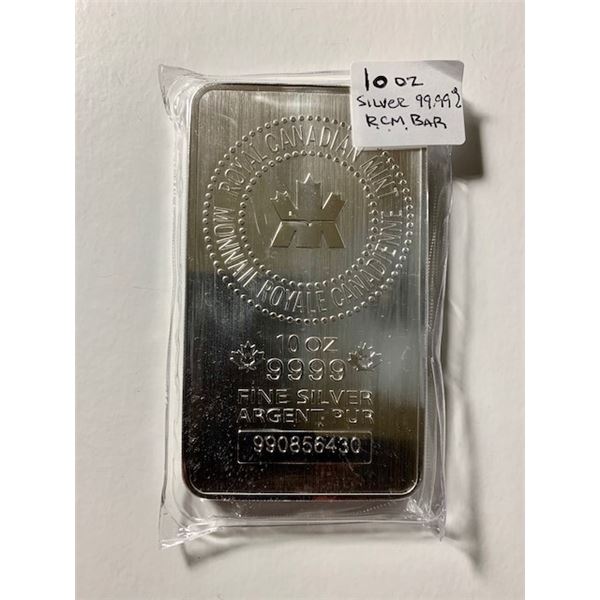 10 OZ
SILVER 99.99%
R.C.M. BAR
ROYAL CANADIAN MINT
MONNAIE ROYALE CANADIENNE
10 OZ
9999
FINE SILVER
ARGENT PUR
990856430